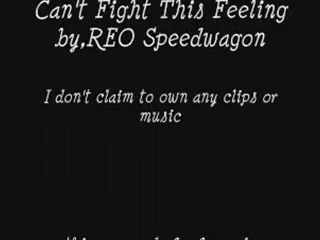 Can't Fight This Feeling
by,REO Speedwagon
I don't claim to own any clips or
music